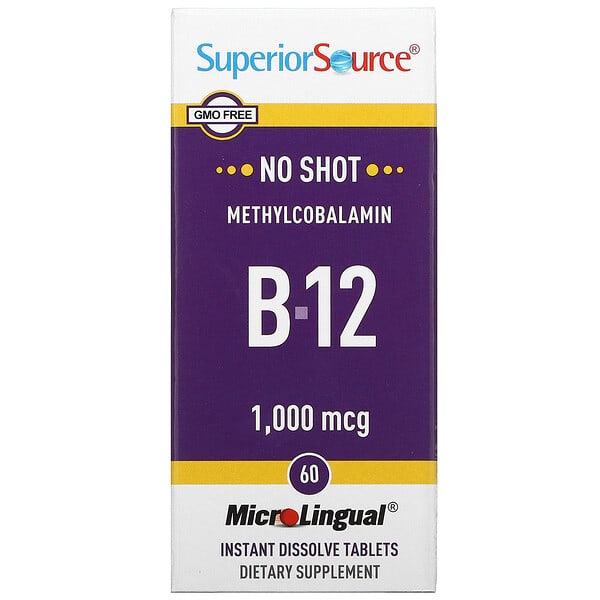 SuperiorSource®
GMO FREE
NO SHOT
METHYLCOBALAMIN
B-12
1,000 mcg
60
MicroLingual®
INSTANT DISSOLVE TABLETS
DIETARY SUPPLEMENT